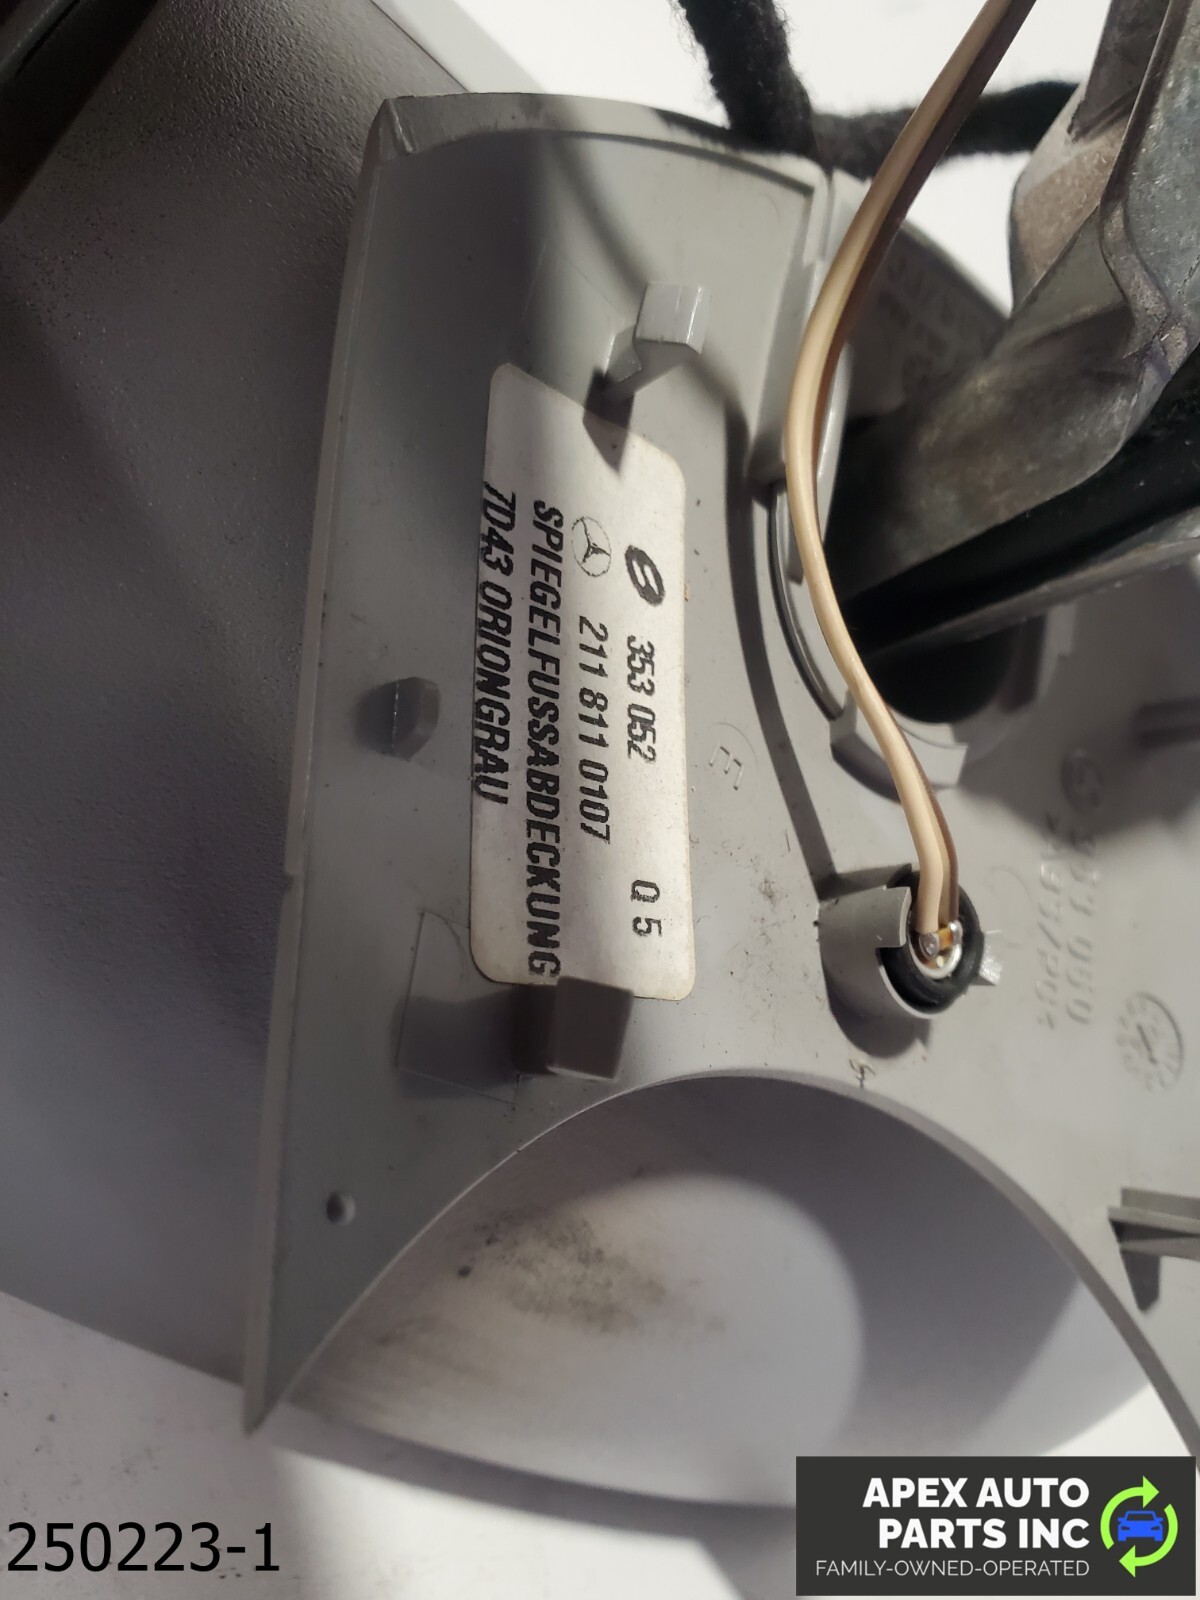 353 052 Q 5
211 811 0107
SPIEGELFUSSABDECKUNG
7D43 ORIONGRAU
E
250223-1
APEX AUTO
PARTS INC
FAMILY-OWNED-OPERATED